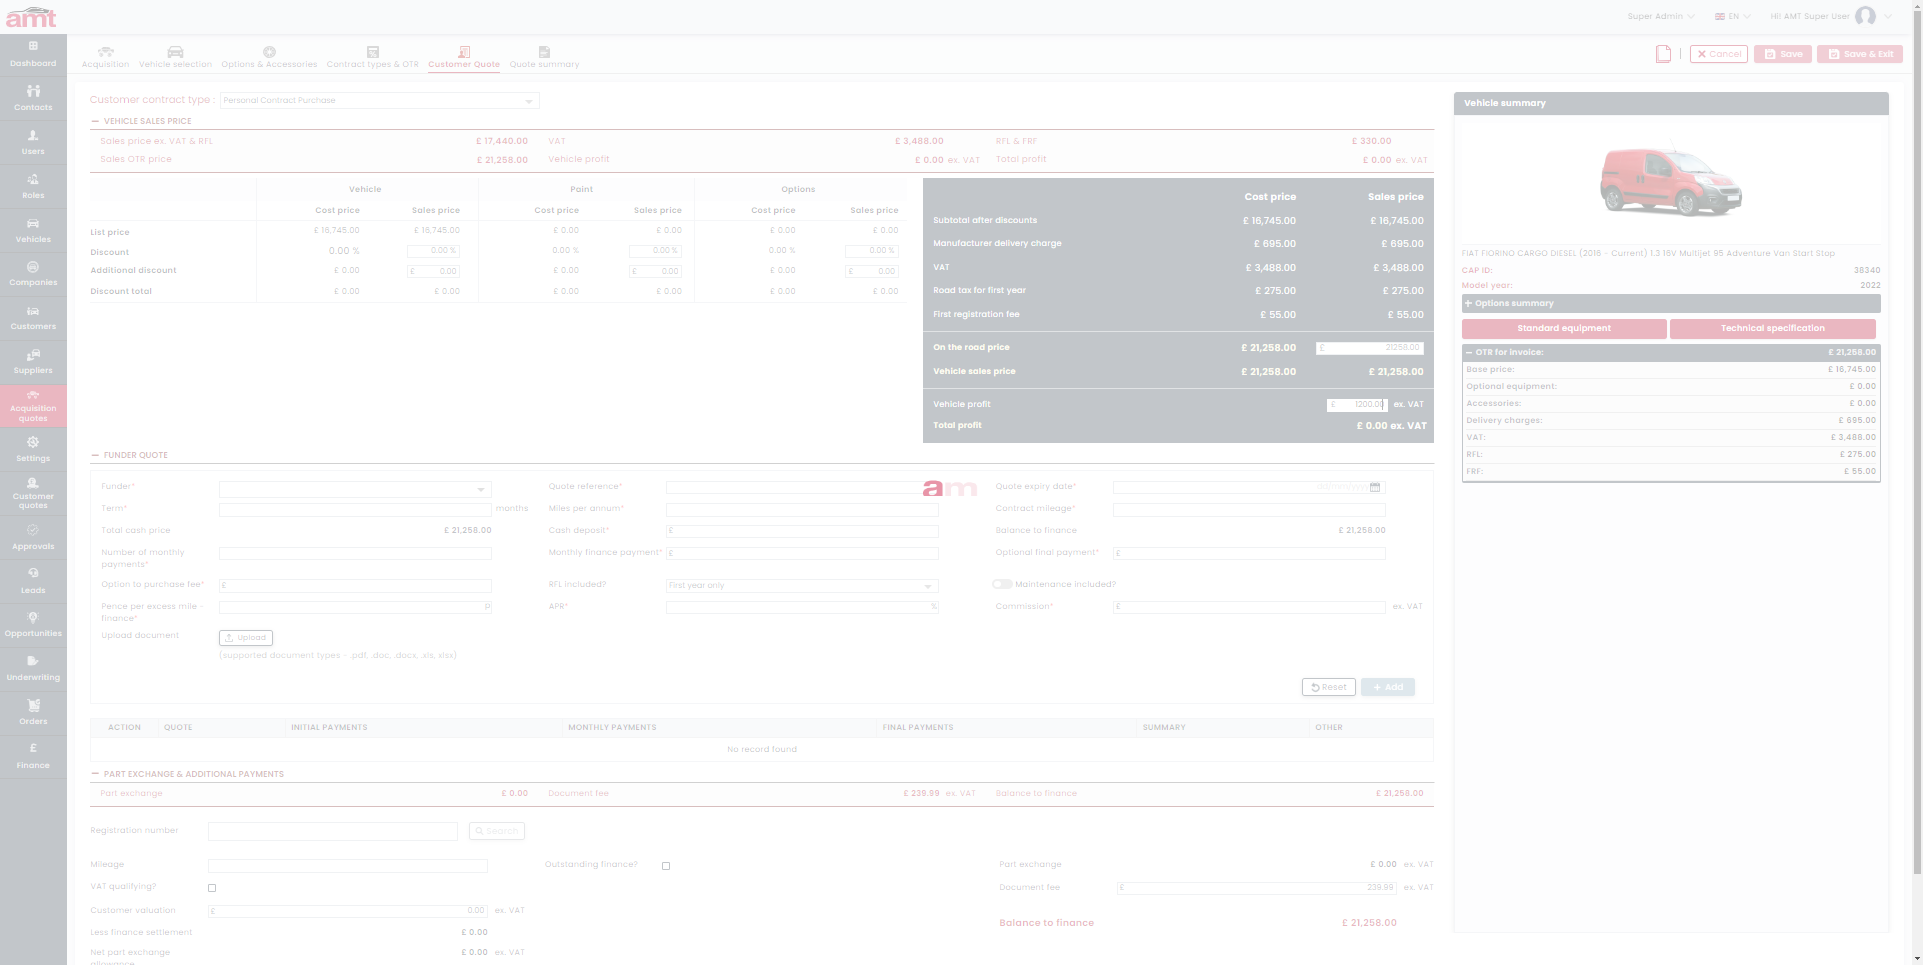 amt
Super Admin
EN
Hi! AMT Super User
Dashboard
Contacts
Users
Roles
Vehicles
Companies
Customers
Suppliers
Acquisition quotes
Settings
Customer quotes
Approvals
Leads
Opportunities
Underwriting
Orders
Finance
Acquisition
Vehicle selection
Options & Accessories
Contract types & OTR
Customer Quote
Quote summary
Cancel
Save
Save & Exit
Customer contract type : Personal Contract Purchase
VEHICLE SALES PRICE
Sales price ex. VAT & RFL £ 17,440.00 VAT £ 3,488.00 RFL & FRF £ 330.00
Sales OTR price £ 21,258.00 Vehicle profit £ 0.00 ex. VAT Total profit £ 0.00 ex. VAT
Vehicle Paint Options
Cost price Sales price Cost price Sales price Cost price Sales price
List price £ 16,745.00 £ 16,745.00 £ 0.00 £ 0.00 £ 0.00 £ 0.00
Discount 0.00 % 0.00 % 0.00 % 0.00 % 0.00 % 0.00 %
Additional discount £ 0.00 £ 0.00 £ 0.00 £ 0.00 £ 0.00 £ 0.00
Discount total £ 0.00 £ 0.00 £ 0.00 £ 0.00 £ 0.00 £ 0.00
Cost price Sales price
Subtotal after discounts £ 16,745.00 £ 16,745.00
Manufacturer delivery charge £ 695.00 £ 695.00
VAT £ 3,488.00 £ 3,488.00
Road tax for first year £ 275.00 £ 275.00
First registration fee £ 55.00 £ 55.00
On the road price £ 21,258.00 £ 21258.00
Vehicle sales price £ 21,258.00 £ 21,258.00
Vehicle profit £ 1200.00 ex. VAT
Total profit £ 0.00 ex. VAT
FUNDER QUOTE
Funder* Quote reference* Quote expiry date*
am
Term* months Miles per annum* Contract mileage*
Total cash price £ 21,258.00 Cash deposit* £ Balance to finance £ 21,258.00
Number of monthly payments* Monthly finance payment* £ Optional final payment* £
Option to purchase fee* £ RFL Included? First year only Maintenance included?
Pence per excess mile - finance* P APR* % Commission* £ ex. VAT
Upload document Upload
(supported document types - .pdf, .doc, .docx, .xls, .xlsx)
Reset
+ Add
ACTION QUOTE INITIAL PAYMENTS MONTHLY PAYMENTS FINAL PAYMENTS SUMMARY OTHER
No record found
PART EXCHANGE & ADDITIONAL PAYMENTS
Part exchange £ 0.00 Document fee £ 239.99 ex. VAT Balance to finance £ 21,258.00
Registration number Search
Mileage Outstanding finance? Part exchange £ 0.00 ex. VAT
VAT qualifying? Document fee £ 239.99 ex. VAT
Customer valuation £ 0.00 ex. VAT
Balance to finance £ 21,258.00
Less finance settlement £ 0.00
Net part exchange £ 0.00 ex. VAT
allowance:
Vehicle summary
FIAT FIORINO CARGO DIESEL (2016 - Current) 1.3 16V Multijet 95 Adventure Van Start Stop
CAP ID: 38340
Model year: 2022
+ Options summary
Standard equipment
Technical specification
− OTR for invoice: £ 21,258.00
Base price: £ 16,745.00
Optional equipment: £ 0.00
Accessories: £ 0.00
Delivery charges: £ 695.00
VAT: £ 3,488.00
RFL: £ 275.00
FRF: £ 55.00